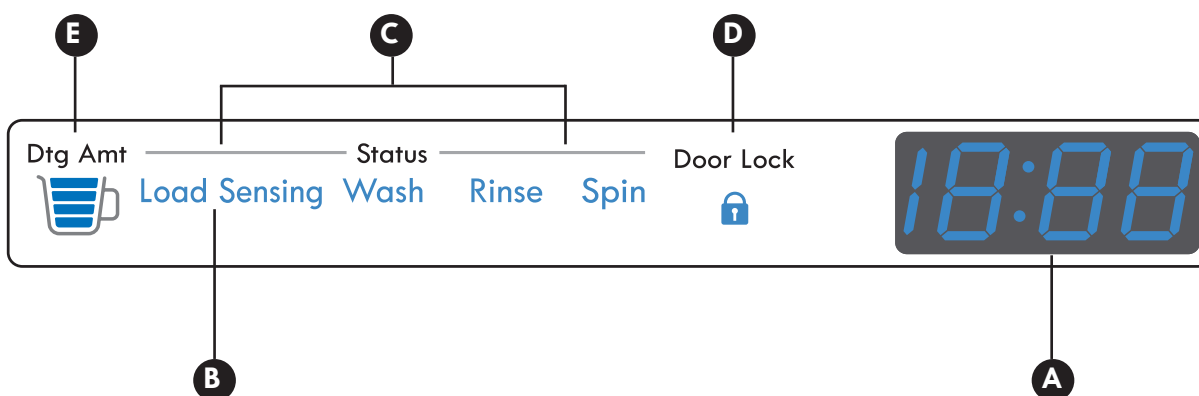 E C D
Dtg Amt Status Door Lock
Load Sensing Wash Rinse Spin
18:88
B A